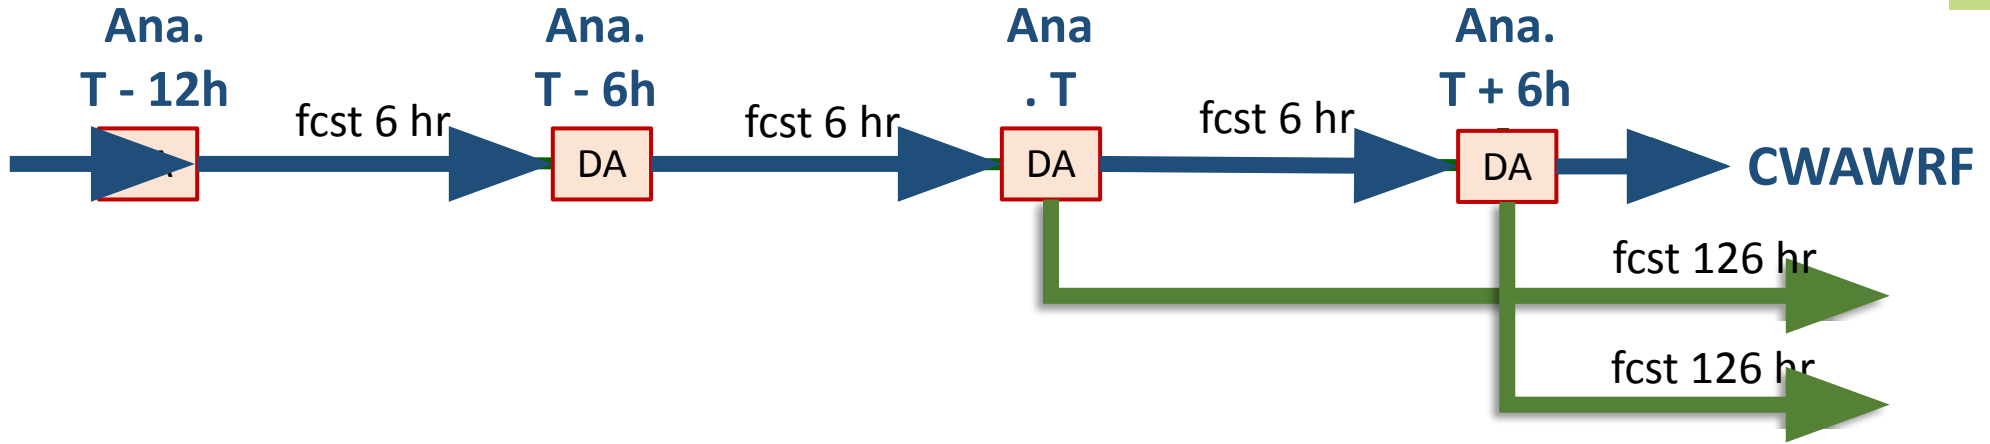 Ana.
T - 12h
Ana.
T - 6h
Ana
. T
Ana.
T + 6h
fcst 6 hr
fcst 6 hr
fcst 6 hr
DA
DA
DA
CWAWRF
fcst 126 hr
fcst 126 hr